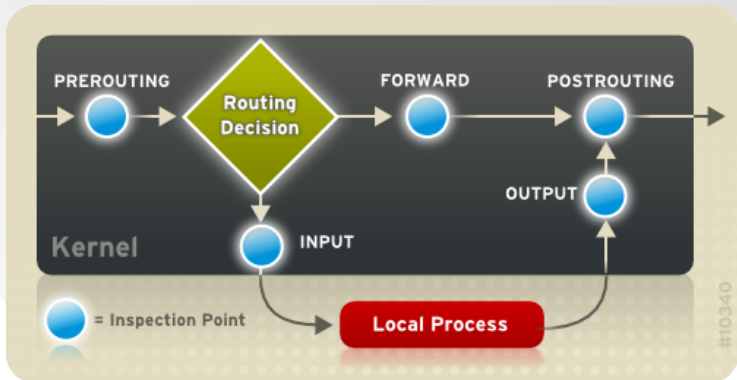 PREROUTING
Routing
Decision
FORWARD
POSTROUTING
OUTPUT
INPUT
Kernel
= Inspection Point
Local Process
#10340